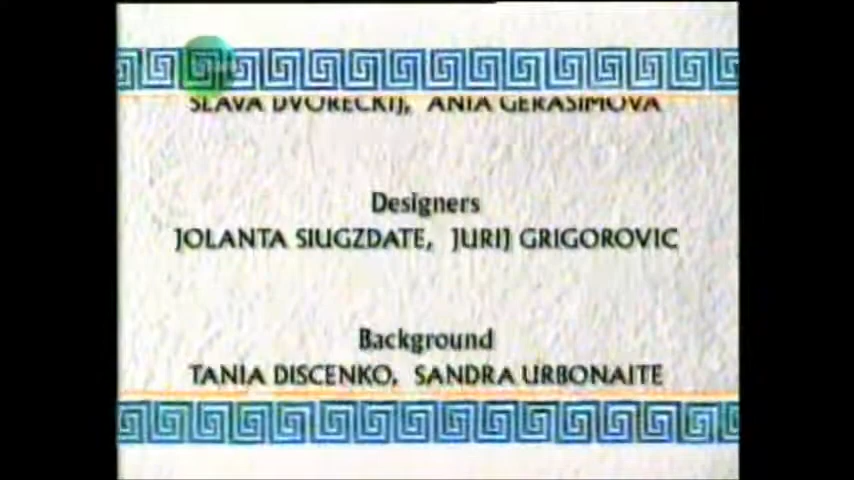 SLAVA DVORECKIJ, ANIA GERASIMOVA
Designers
JOLANTA SIUGZDATE, JURIJ GRIGOROVIC
Background
TANIA DISCENKO, SANDRA URBONAITE